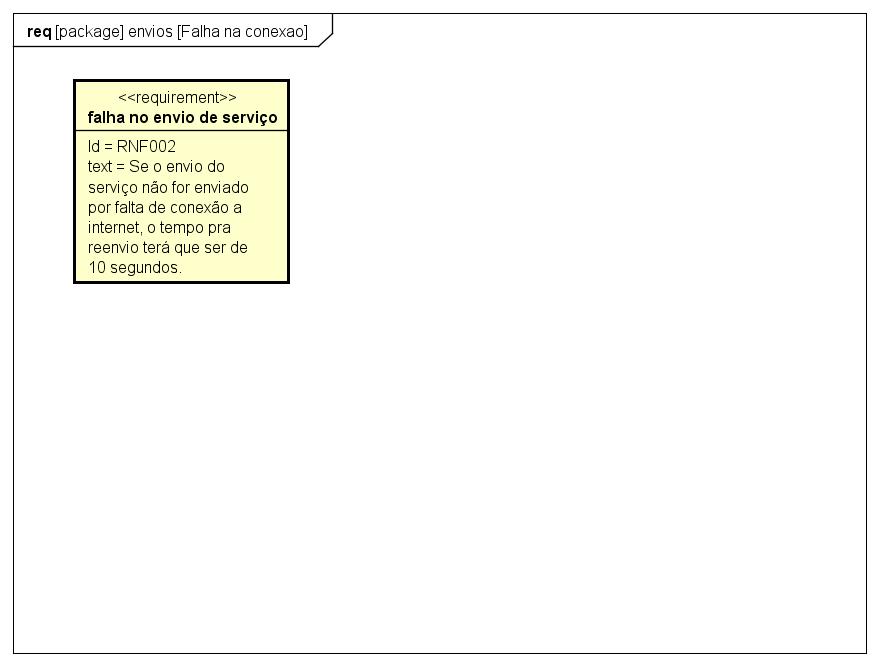 req [package] envios [Falha na conexao]
<<requirement>>
falha no envio de serviço
Id = RNF002
text = Se o envio do
serviço não for enviado
por falta de conexão a
internet, o tempo pra
reenvio terá que ser de
10 segundos.